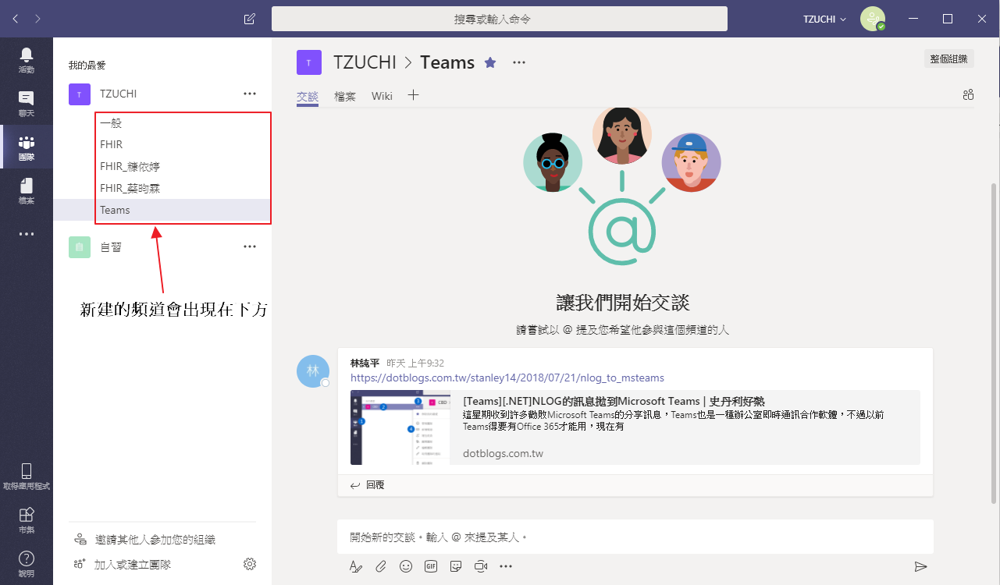 搜尋或輸入命令
TZUCHI
活動
聊天
團隊
檔案
取得應用程式
市集
說明
我的最愛
T
TZUCHI
一般
FHIR
FHIR_糠依婷
FHIR_蔡昀霖
Teams
自
自習
新建的頻道會出現在下方
邀請其他人參加您的組織
加入或建立團隊
T
TZUCHI > Teams
整個組織
交談 檔案 Wiki
讓我們開始交談
請嘗試以 @ 提及您希望他參與這個頻道的人
林
林純平 昨天 上午9:32
https://dotblogs.com.tw/stanley14/2018/07/21/nlog_to_msteams
[Teams][.NET]NLOG的訊息拋到Microsoft Teams | 史丹利好熱
這星期收到許多勸敗Microsoft Teams的分享訊息，Teams也是一種辦公室即時通訊合作軟體，不過以前
Teams得要有Office 365才能用，現在有
dotblogs.com.tw
CBD
回覆
開始新的交談。輸入 @ 來提及某人。
GIF